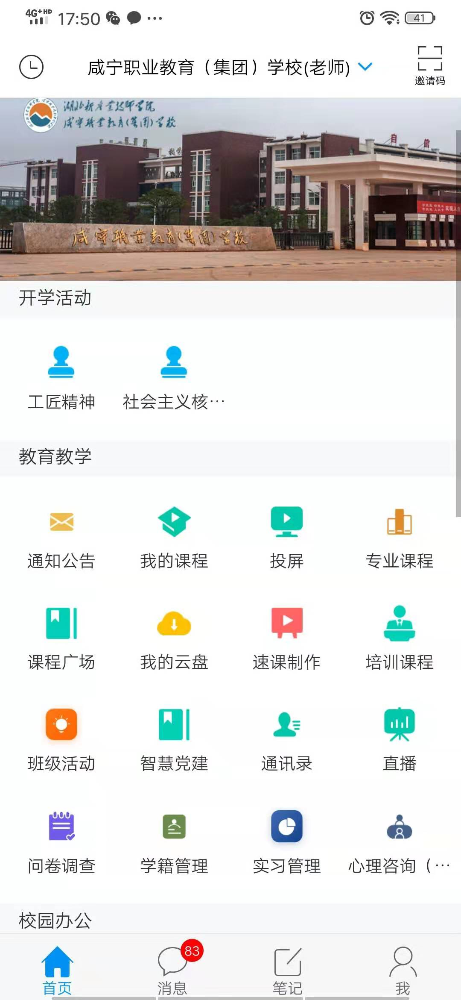 4G+HD 17:50 41
咸宁职业教育（集团）学校(老师)
邀请码
湖北新产业技师学院
咸宁职业教育(集团)学校
自信
咸宁职业教育(集团)学校
开学活动
工匠精神 社会主义核…
教育教学
通知公告 我的课程 投屏 专业课程
课程广场 我的云盘 速课制作 培训课程
班级活动 智慧党建 通讯录 直播
问卷调查 学籍管理 实习管理 心理咨询（…
校园办公
83
首页 消息 笔记 我